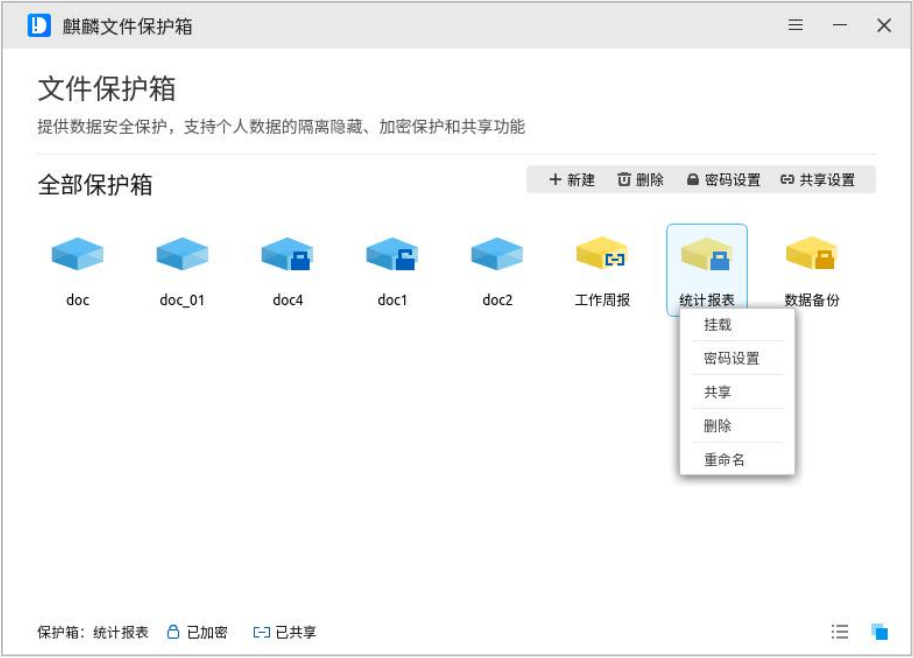 麒麟文件保护箱
文件保护箱
提供数据安全保护，支持个人数据的隔离隐藏、加密保护和共享功能
全部保护箱
新建 删除 密码设置 共享设置
doc doc_01 doc4 doc1 doc2 工作周报 统计报表 数据备份
挂载
密码设置
共享
删除
重命名
保护箱：统计报表 已加密 已共享